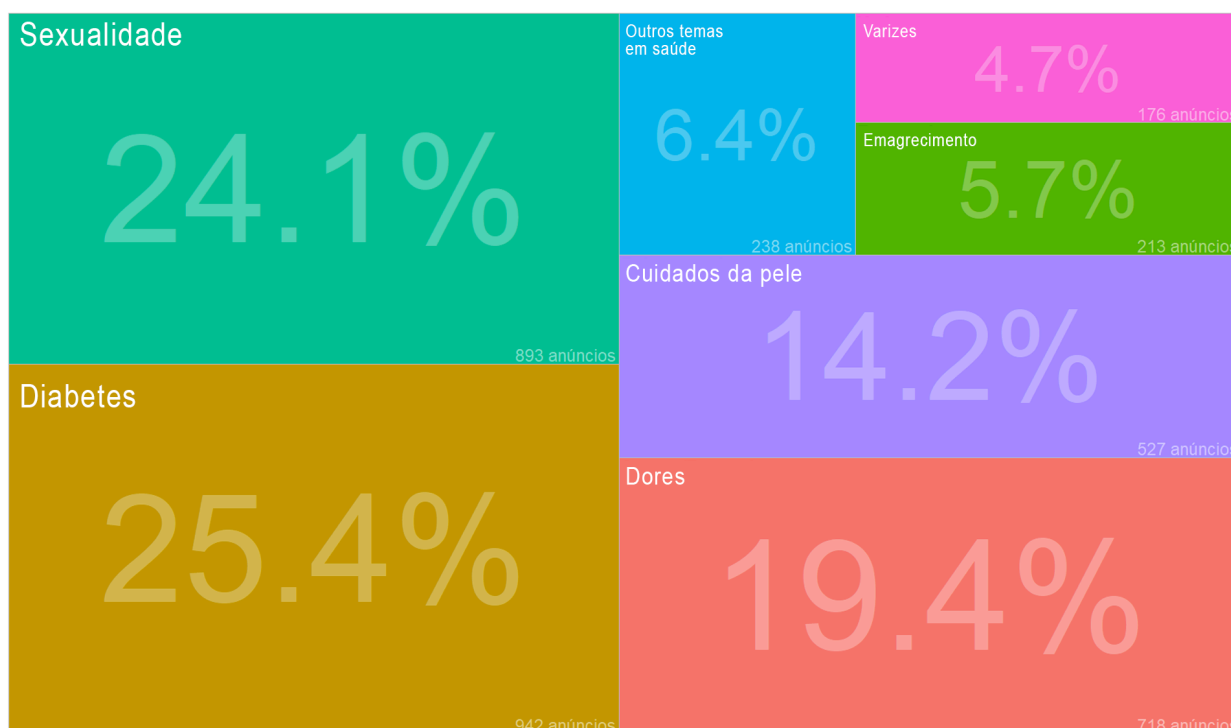 Sexualidade
24.1%
893 anúncios
Diabetes
25.4%
942 anúncios
Outros temas
em saúde
6.4%
238 anúncios
Varizes
4.7%
176 anúncios
Emagrecimento
5.7%
213 anúncios
Cuidados da pele
14.2%
527 anúncios
Dores
19.4%
718 anúncios